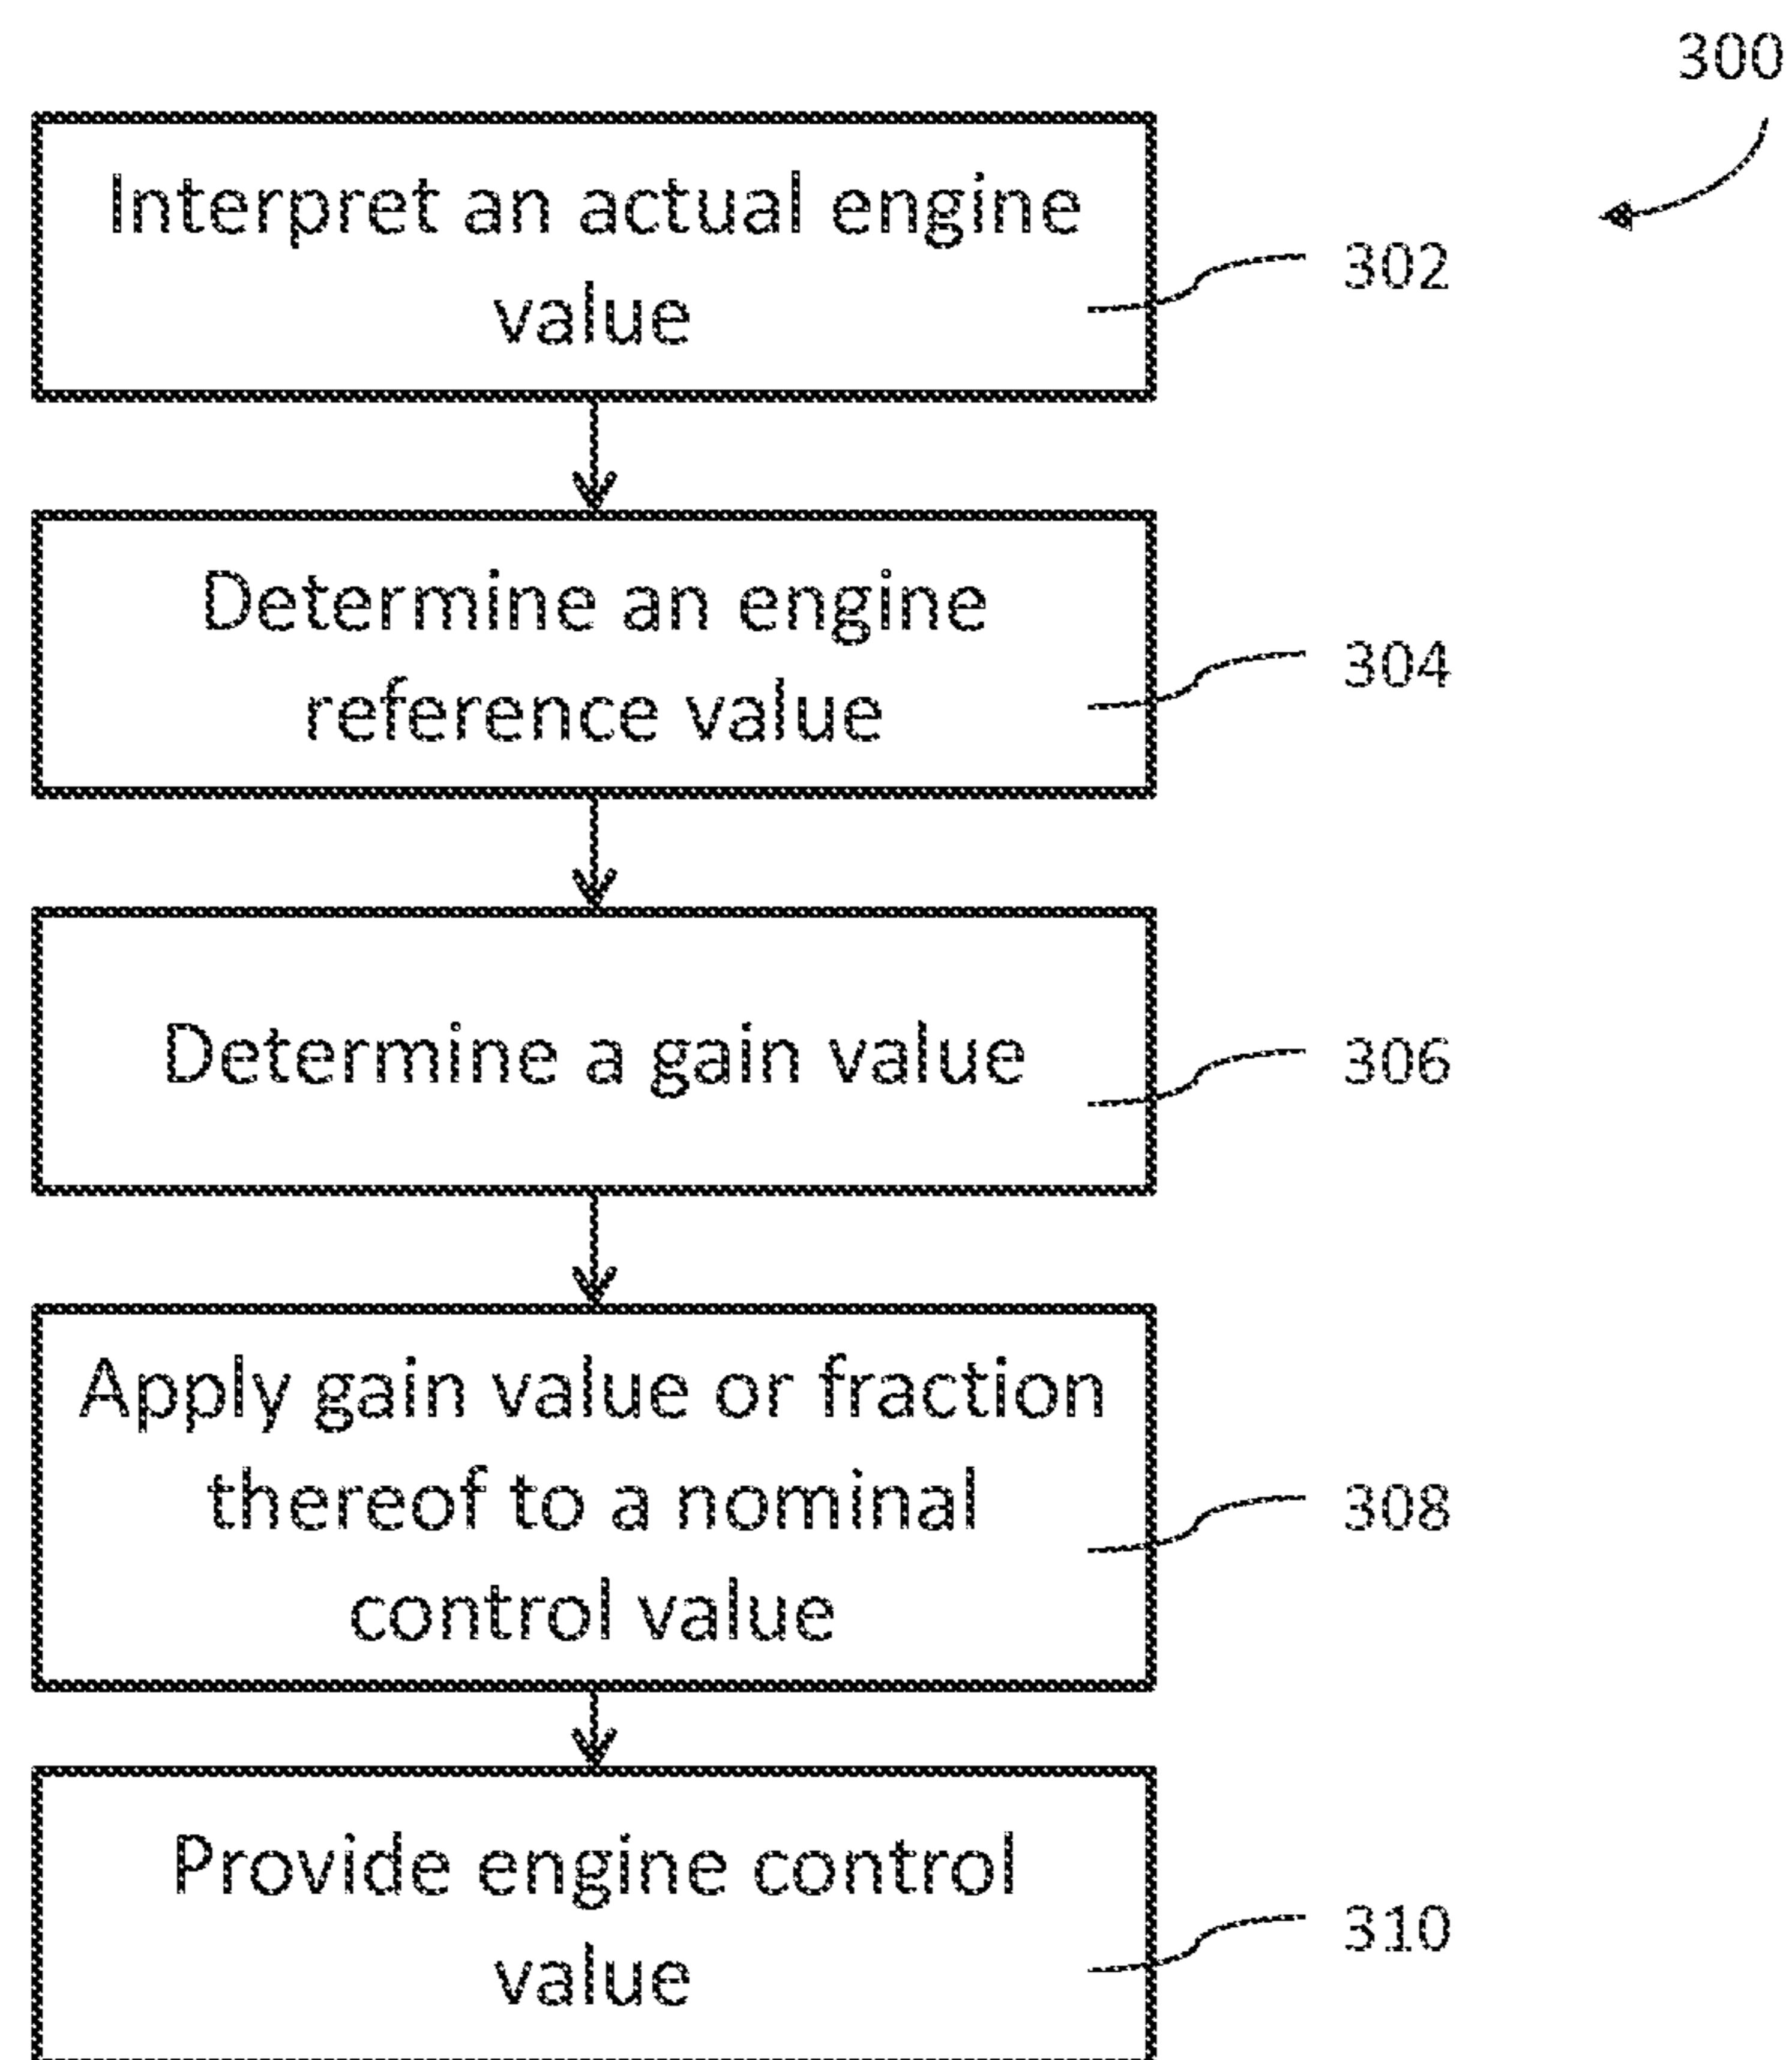 300
Interpret an actual engine
value
302
Determine an engine
reference value
304
Determine a gain value
306
Apply gain value or fraction
thereof to a nominal
control value
308
Provide engine control
value
310